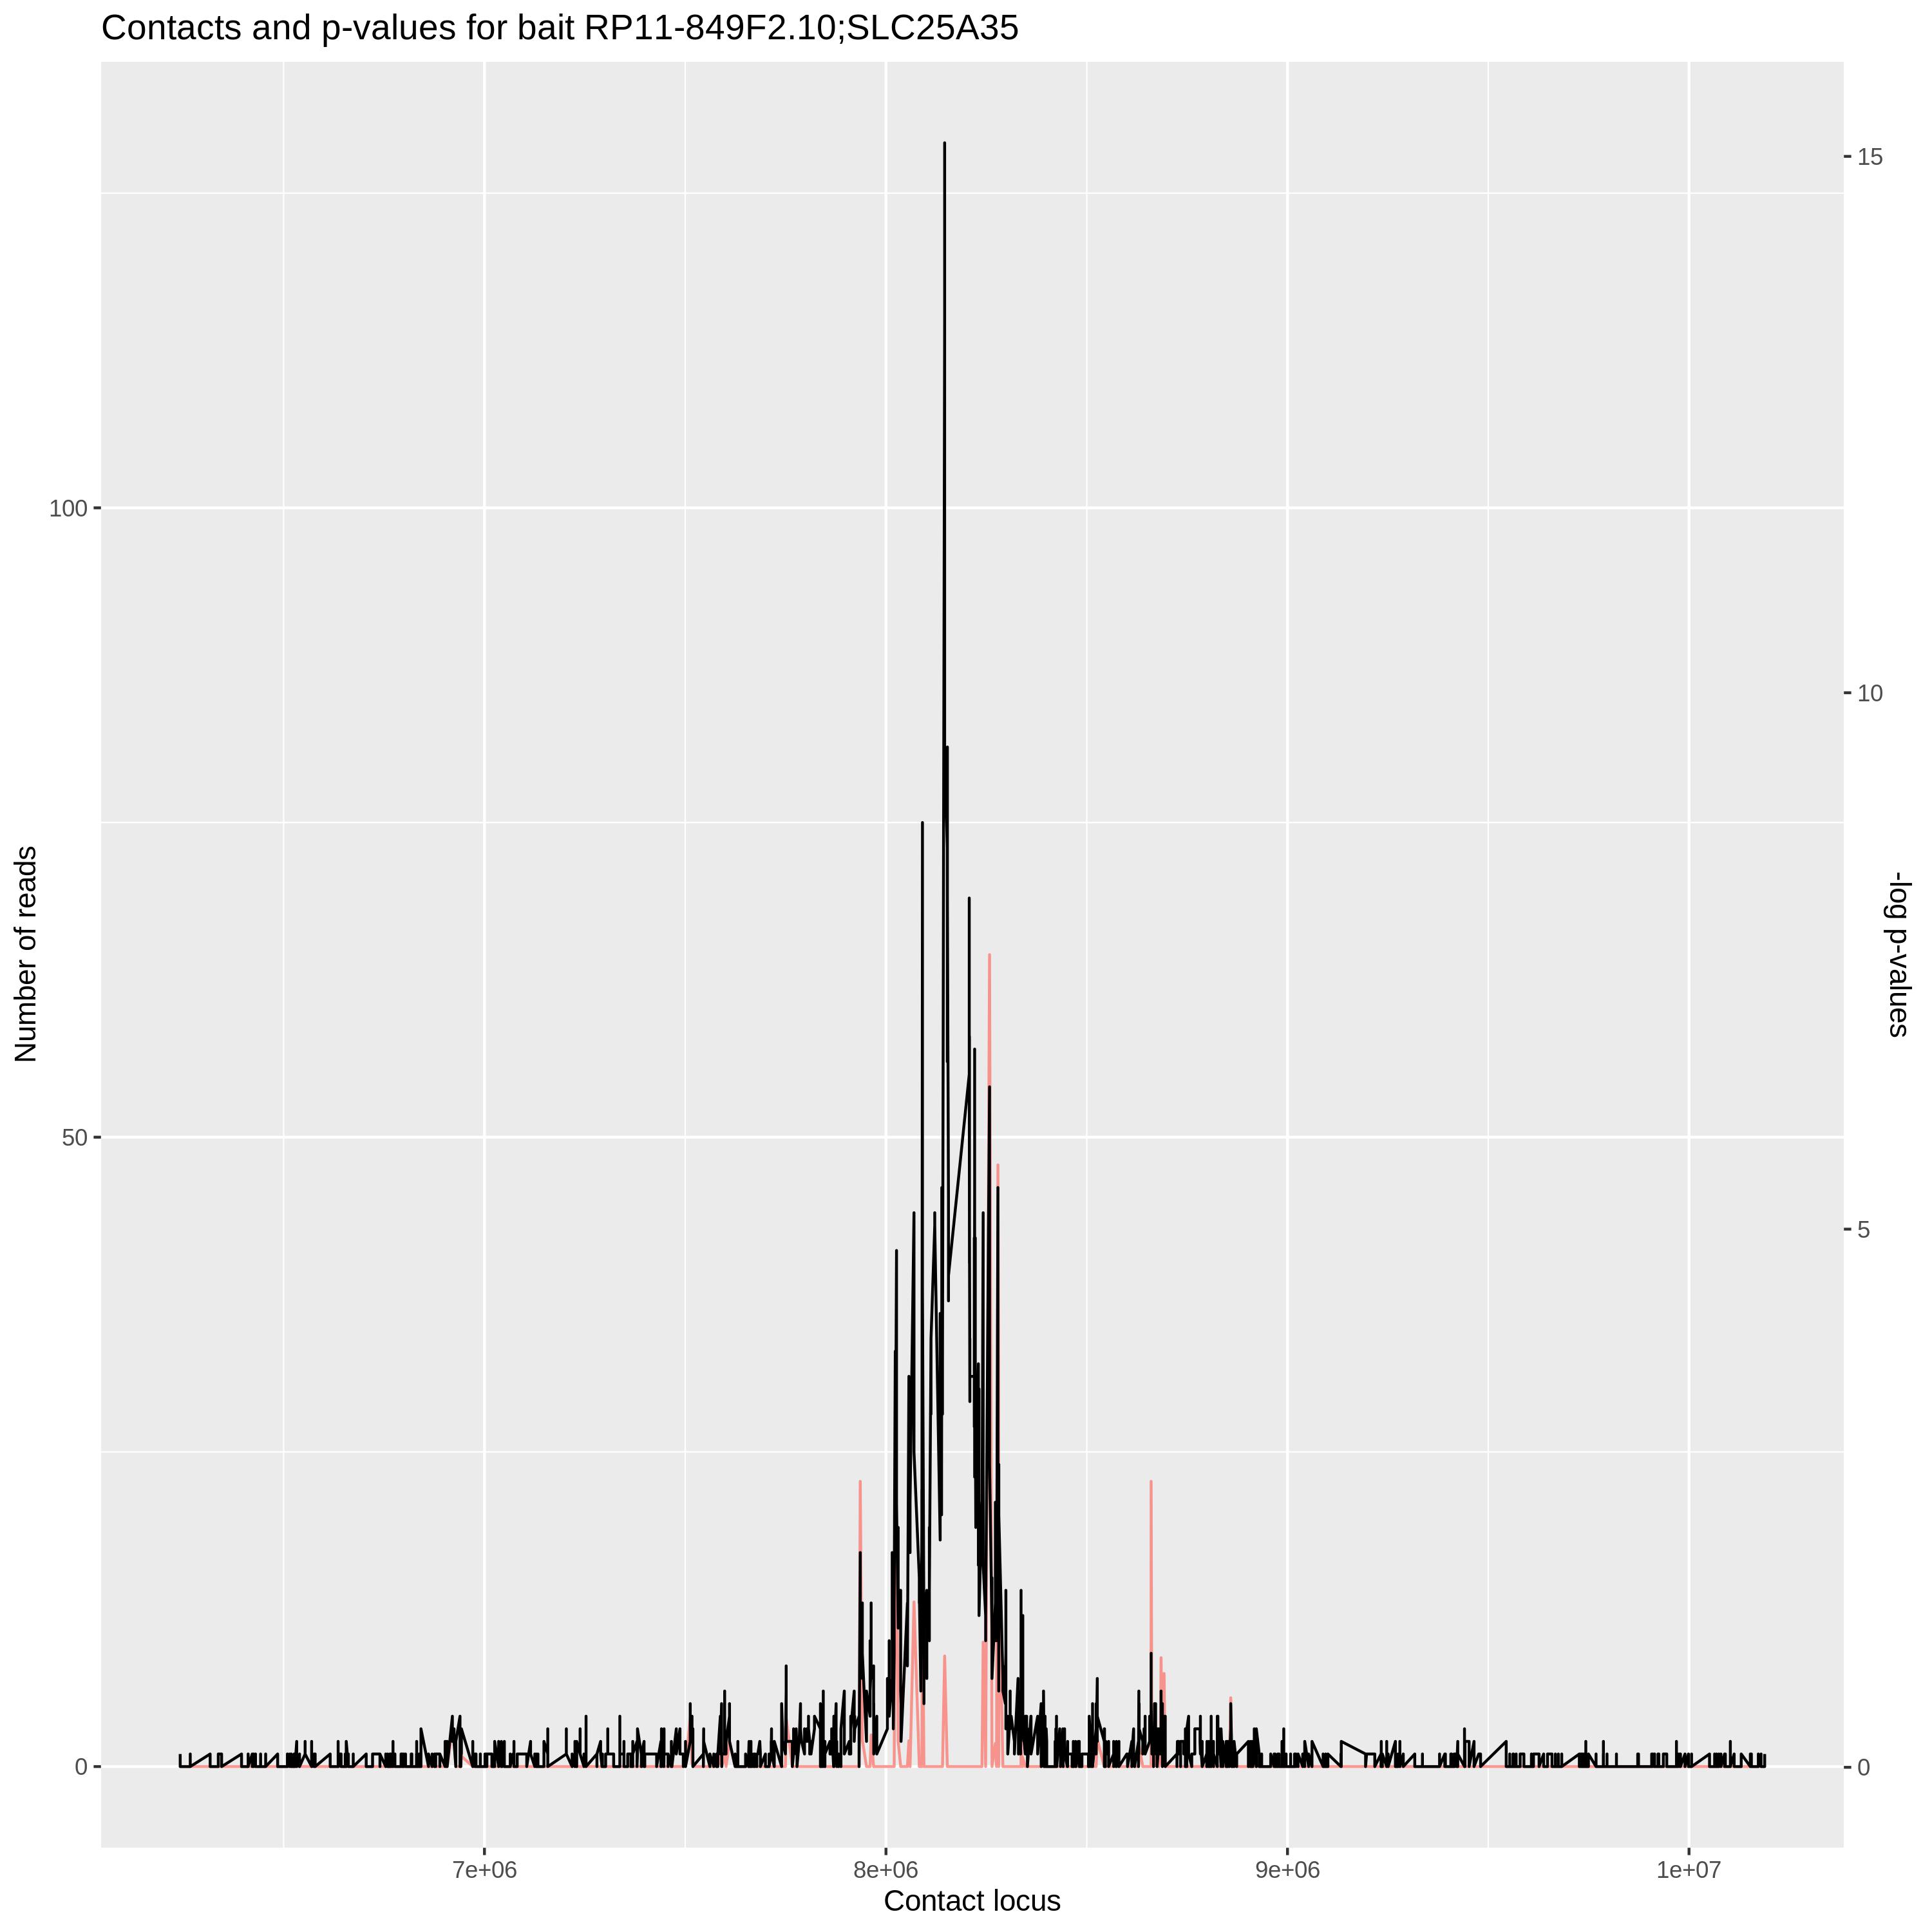 Contacts and p-values for bait RP11-849F2.10;SLC25A35
Number of reads
100
50
0
-log p-values
15
10
5
0
7e+06
8e+06
9e+06
1e+07
Contact locus